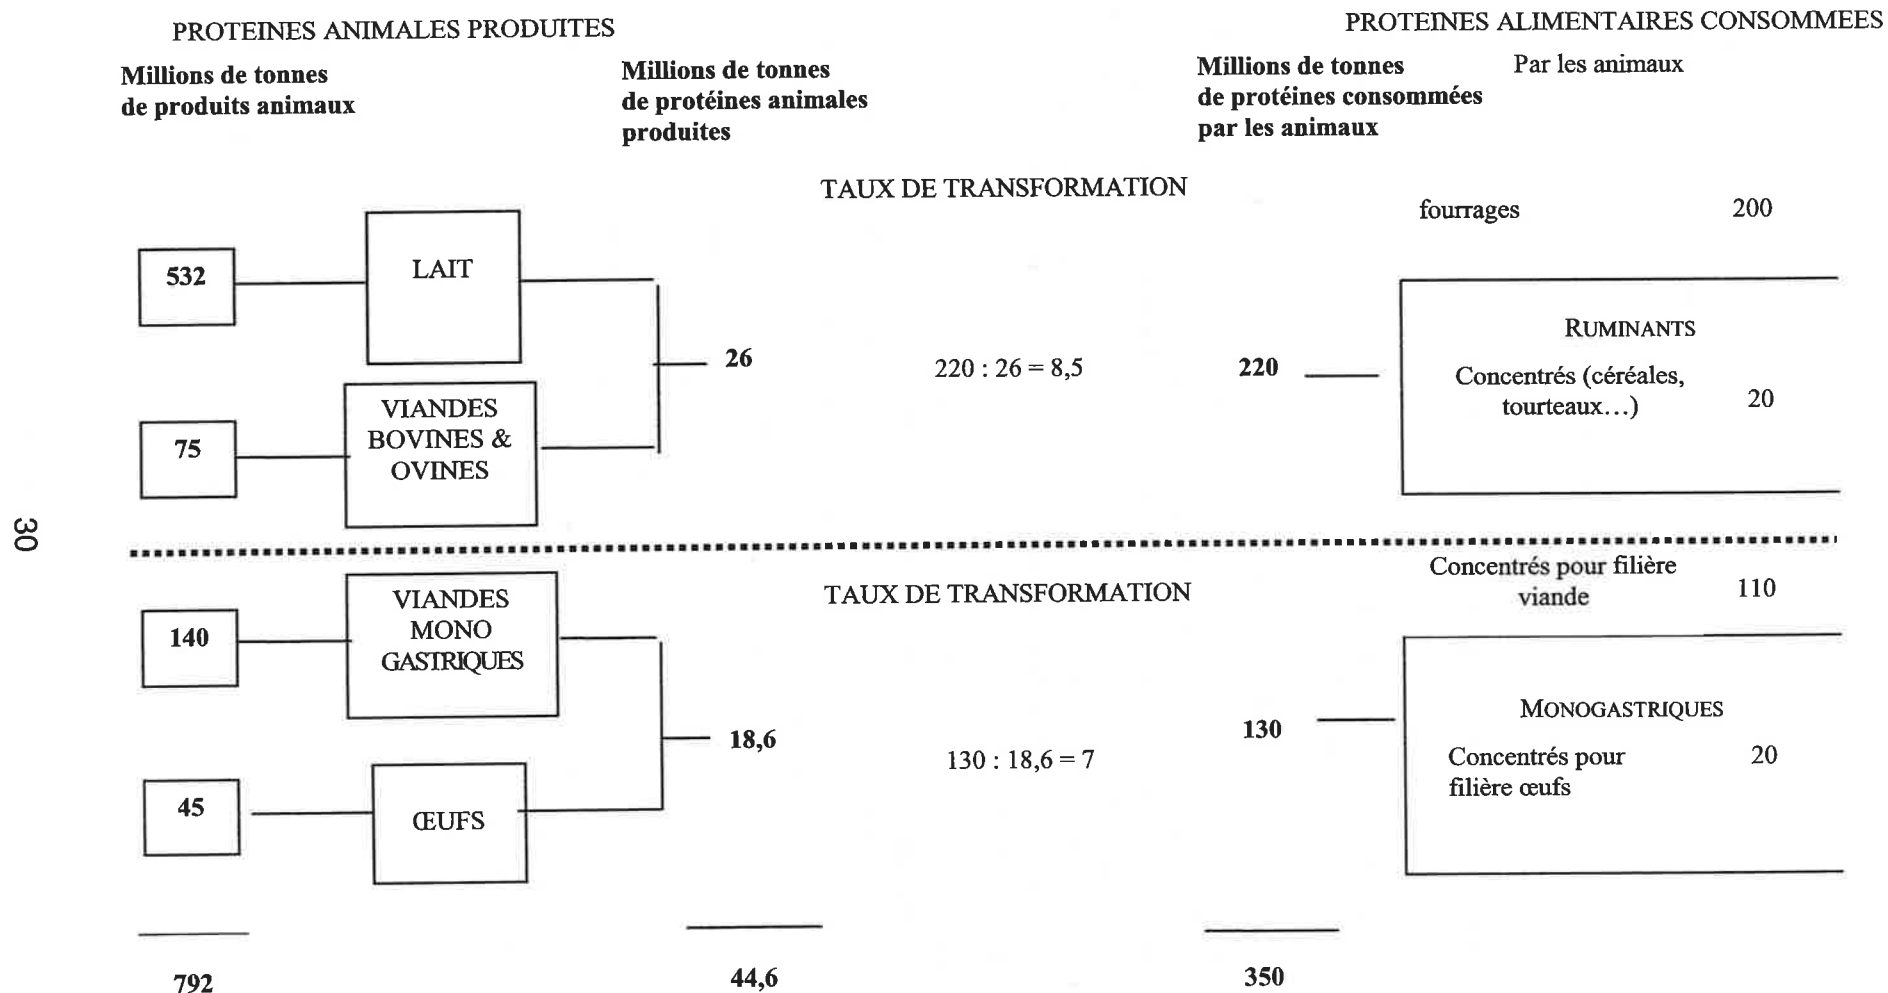 PROTEINES ANIMALES PRODUITES
PROTEINES ALIMENTAIRES CONSOMMEES
Millions de tonnes
de produits animaux
Millions de tonnes
de protéines animales
produites
Millions de tonnes
de protéines consommées
par les animaux
Par les animaux
TAUX DE TRANSFORMATION
fourrages 200
532
LAIT
75
VIANDES
BOVINES &
OVINES
26
220 : 26 = 8,5
220
RUMINANTS
Concentrés (céréales,
tourteaux…)
20
30
Concentrés pour filière
viande
110
TAUX DE TRANSFORMATION
140
VIANDES
MONO
GASTRIQUES
45
ŒUFS
18,6
130 : 18,6 = 7
130
MONOGASTRIQUES
Concentrés pour
filière œufs
20
792
44,6
350